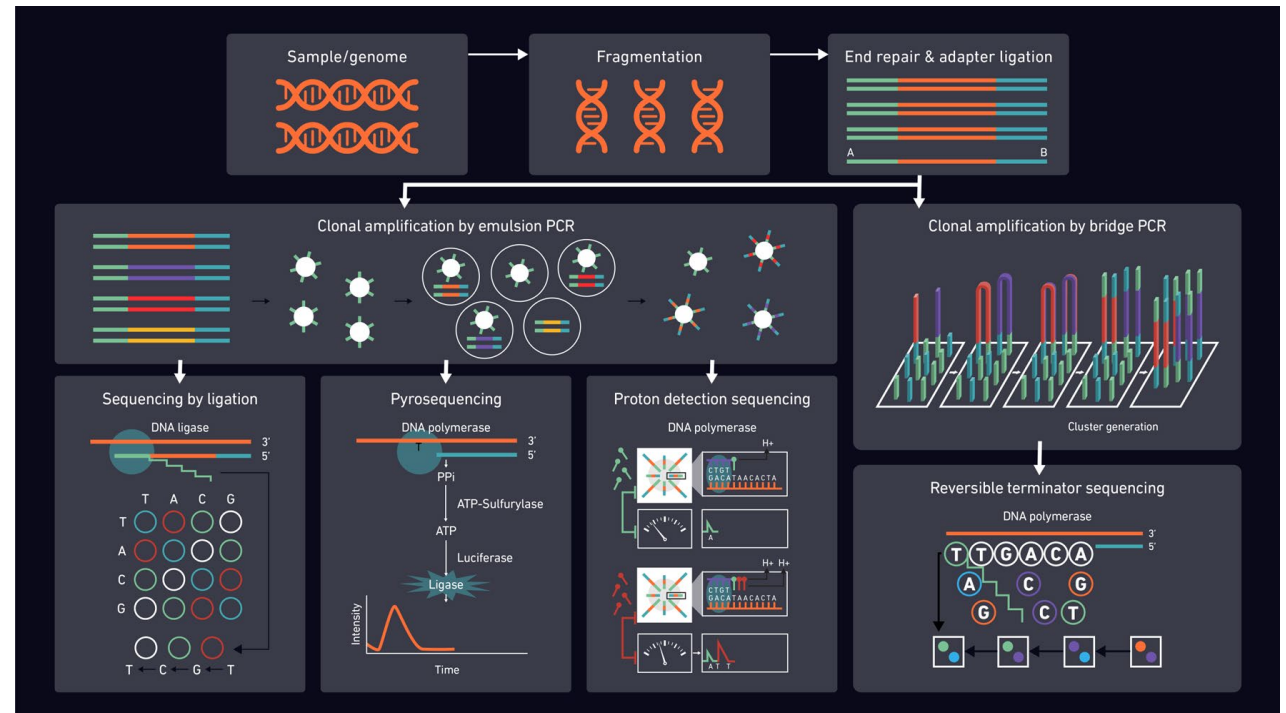 Sample/genome
Fragmentation
End repair & adapter ligation
A
B
Clonal amplification by emulsion PCR
Clonal amplification by bridge PCR
Cluster generation
Sequencing by ligation
DNA ligase
3'
5'
T A C G
T
A
C
G
T C G T
Pyrosequencing
DNA polymerase
3'
T
5'
PPi
ATP-Sulfurylase
ATP
Luciferase
Ligase
Intensity
Time
Proton detection sequencing
DNA polymerase
H+
CTGT
GACATAACACTA
A
H+ H+
CTGT
GACATAACACTA
A T T
Reversible terminator sequencing
DNA polymerase
3'
5'
T T G A C A
A C G
G C T